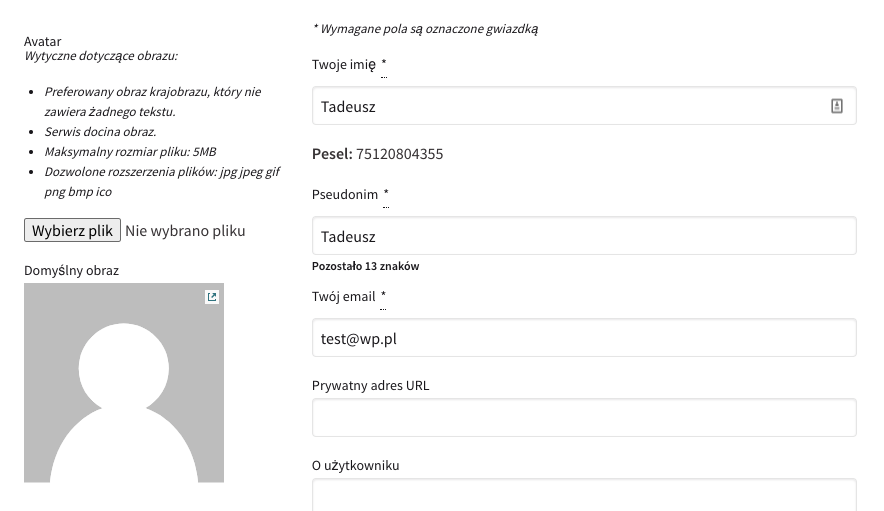 Avatar
Wytyczne dotyczące obrazu:
Preferowany obraz krajobrazu, który nie
zawiera żadnego tekstu.
Serwis docina obraz.
Maksymalny rozmiar pliku: 5MB
Dozwolone rozszerzenia plików: jpg jpeg gif
png bmp ico
Wybierz plik Nie wybrano pliku
Domyślny obraz
* Wymagane pola są oznaczone gwiazdką
Twoje imię *
Tadeusz
Pesel: 75120804355
Pseudonim *
Tadeusz
Pozostało 13 znaków
Twój email *
test@wp.pl
Prywatny adres URL
O użytkowniku